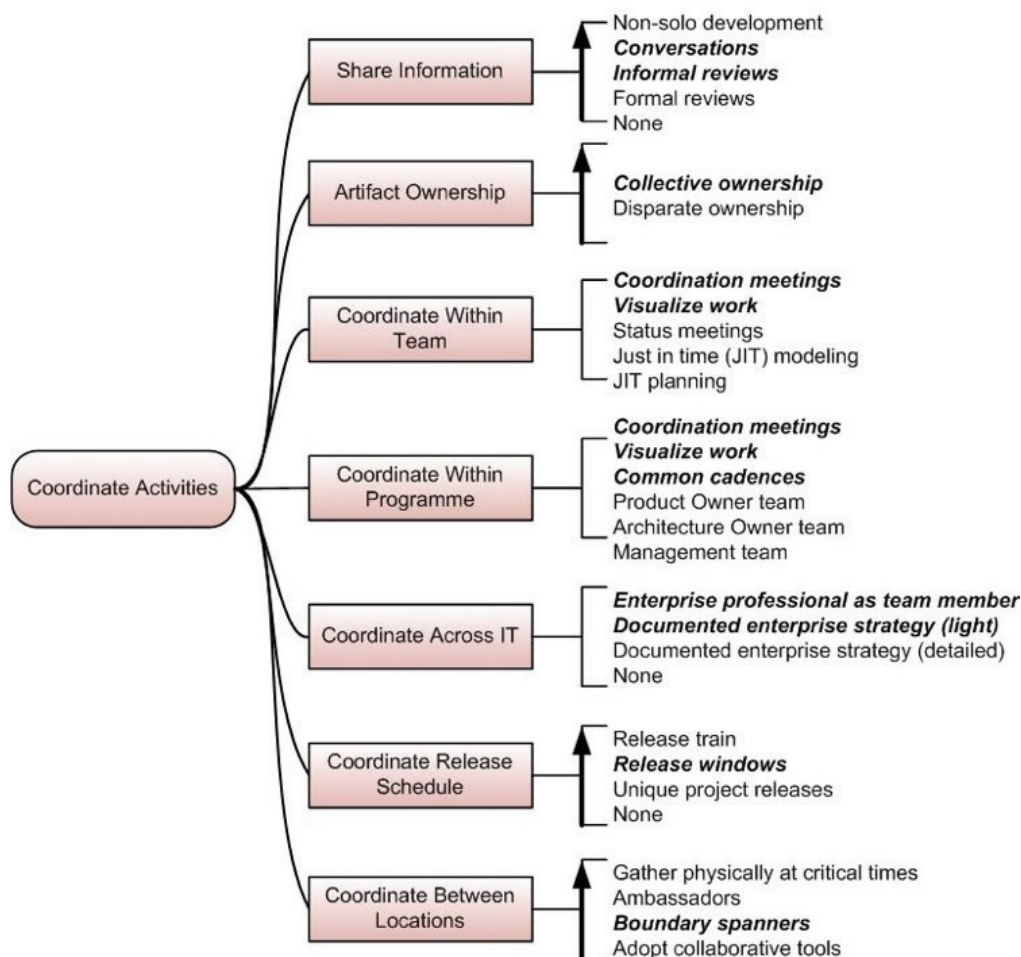 Non-solo development
Conversations
Informal reviews
Formal reviews
None
Share Information
Collective ownership
Disparate ownership
Artifact Ownership
Coordination meetings
Visualize work
Status meetings
Just in time (JIT) modeling
JIT planning
Coordinate Within
Team
Coordination meetings
Visualize work
Common cadences
Product Owner team
Architecture Owner team
Management team
Coordinate Within
Programme
Coordinate Activities
Enterprise professional as team member
Documented enterprise strategy (light)
Documented enterprise strategy (detailed)
None
Coordinate Across IT
Release train
Release windows
Unique project releases
None
Coordinate Release
Schedule
Gather physically at critical times
Ambassadors
Boundary spanners
Adopt collaborative tools
Coordinate Between
Locations